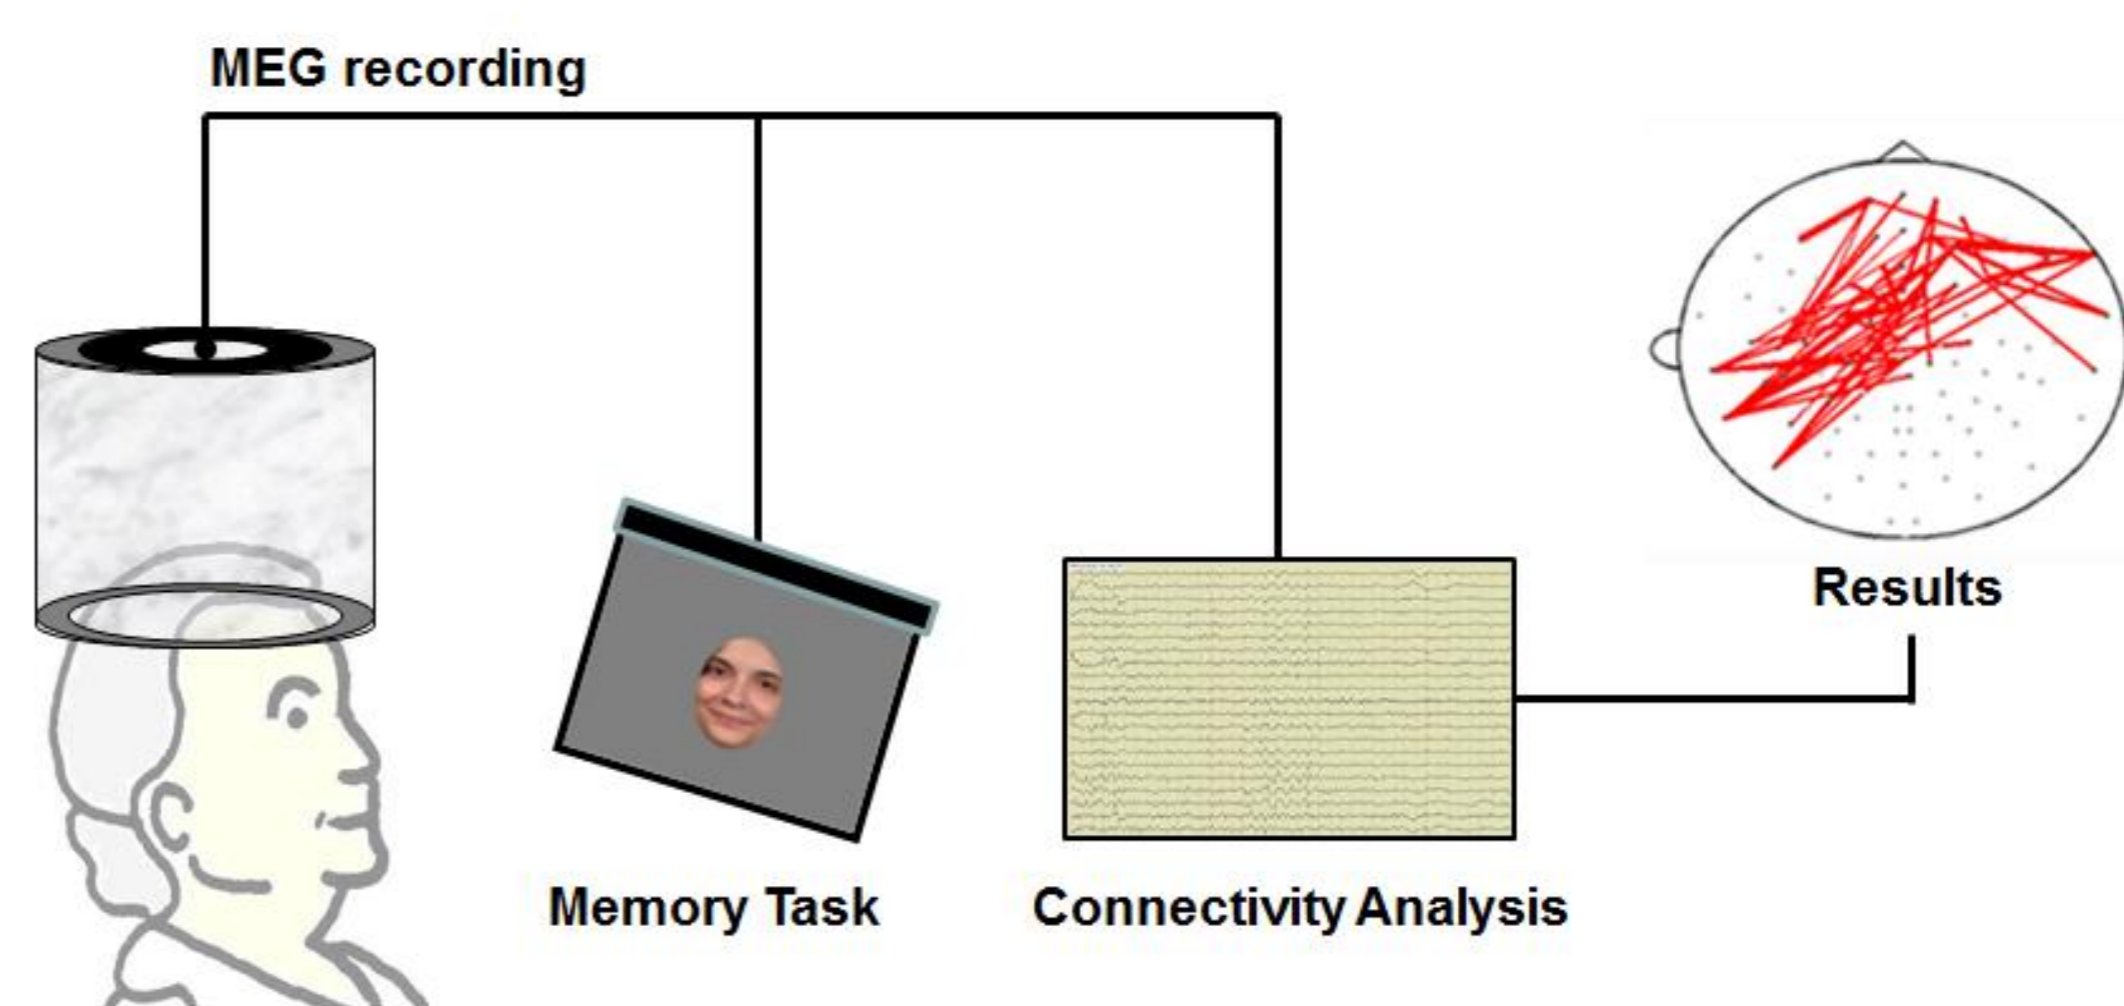 MEG recording
Results
Memory Task
Connectivity Analysis